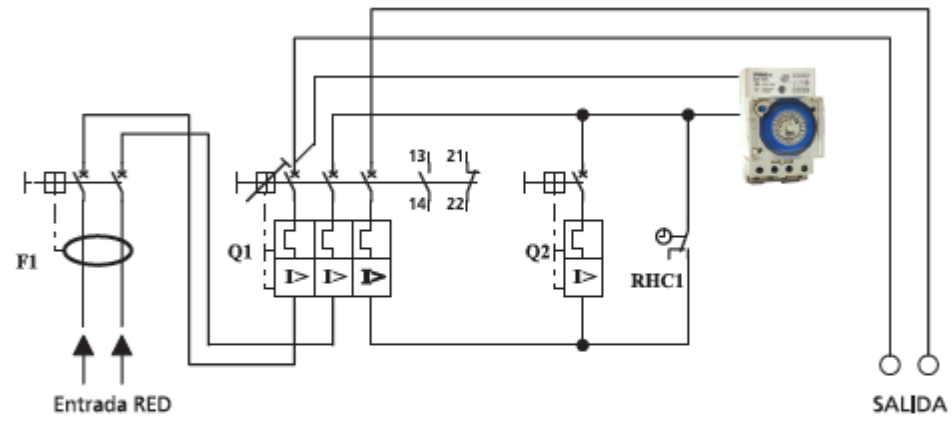 13 21
14 22
F1
Q1
I> I> I>
Q2
I>
RHC1
Entrada RED
SALIDA